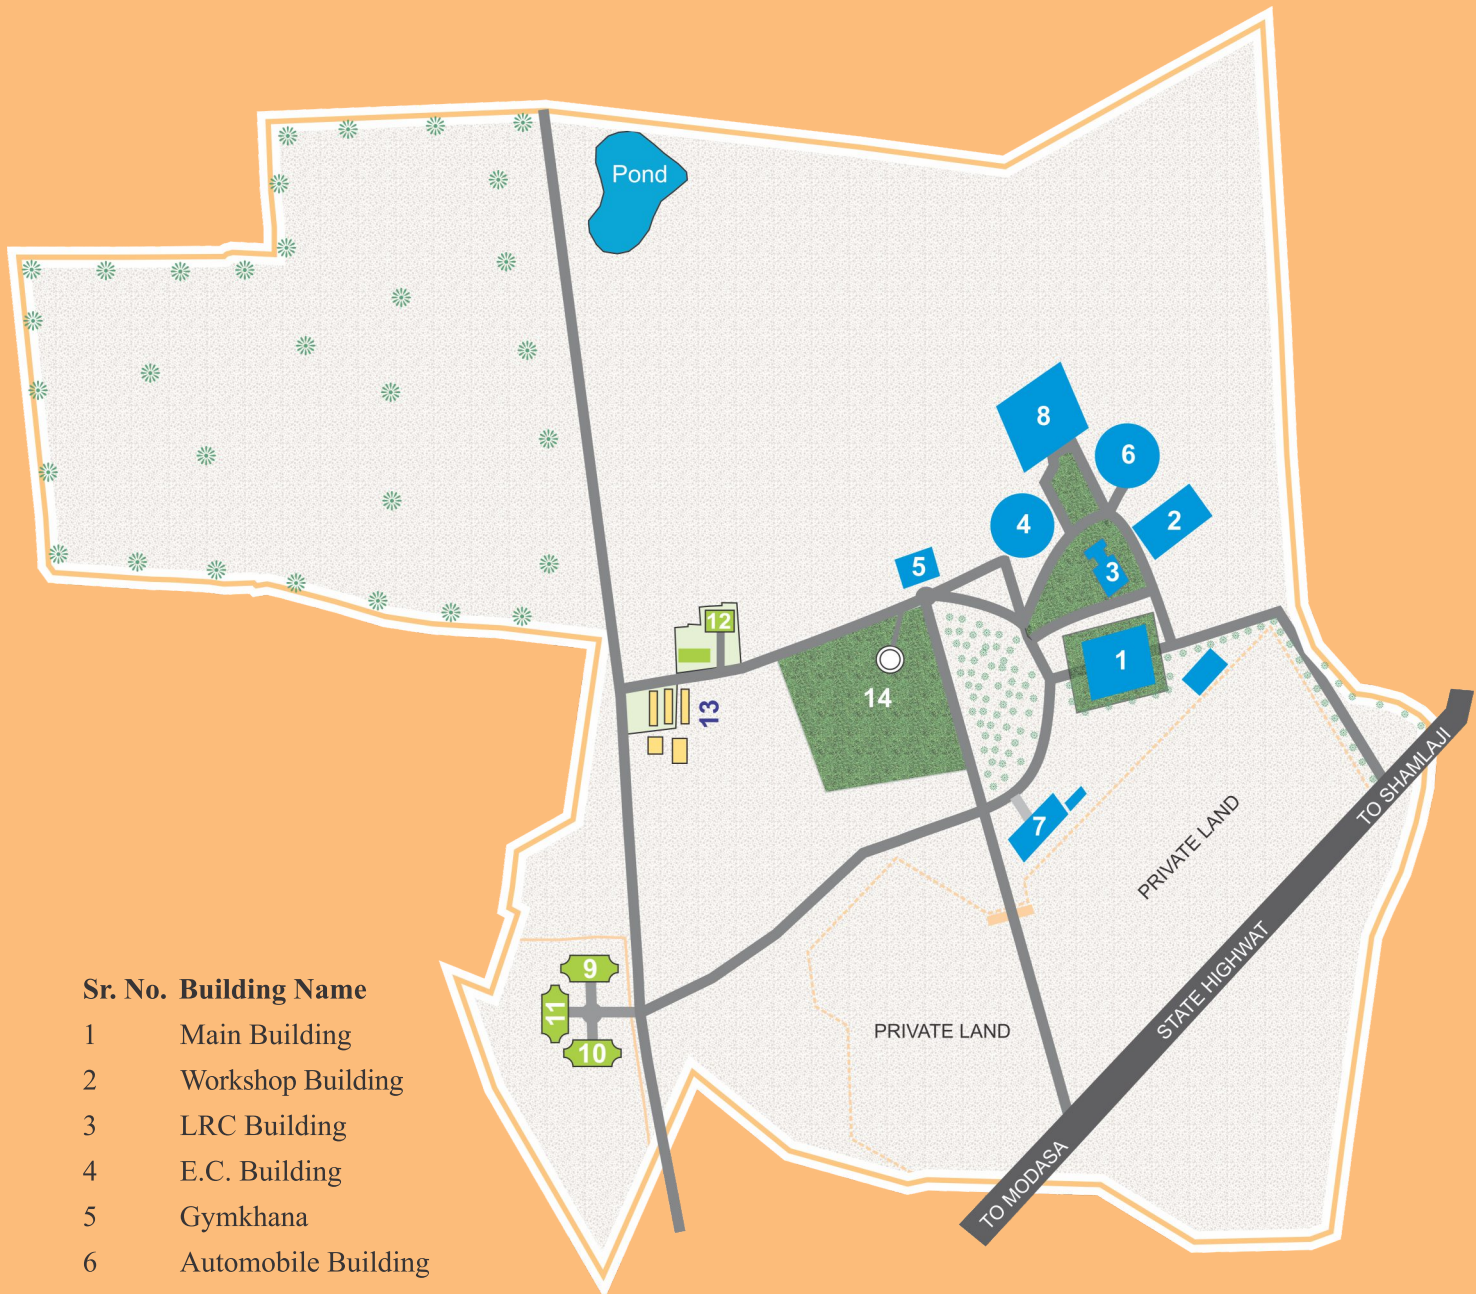 Pond
8
6
4
2
5
3
12
1
14
13
TO SHAMLAJI
7
PRIVATE LAND
STATE HIGHWAT
9
11
10
PRIVATE LAND
TO MODASA
Sr. No. Building Name
1 Main Building
2 Workshop Building
3 LRC Building
4 E.C. Building
5 Gymkhana
6 Automobile Building